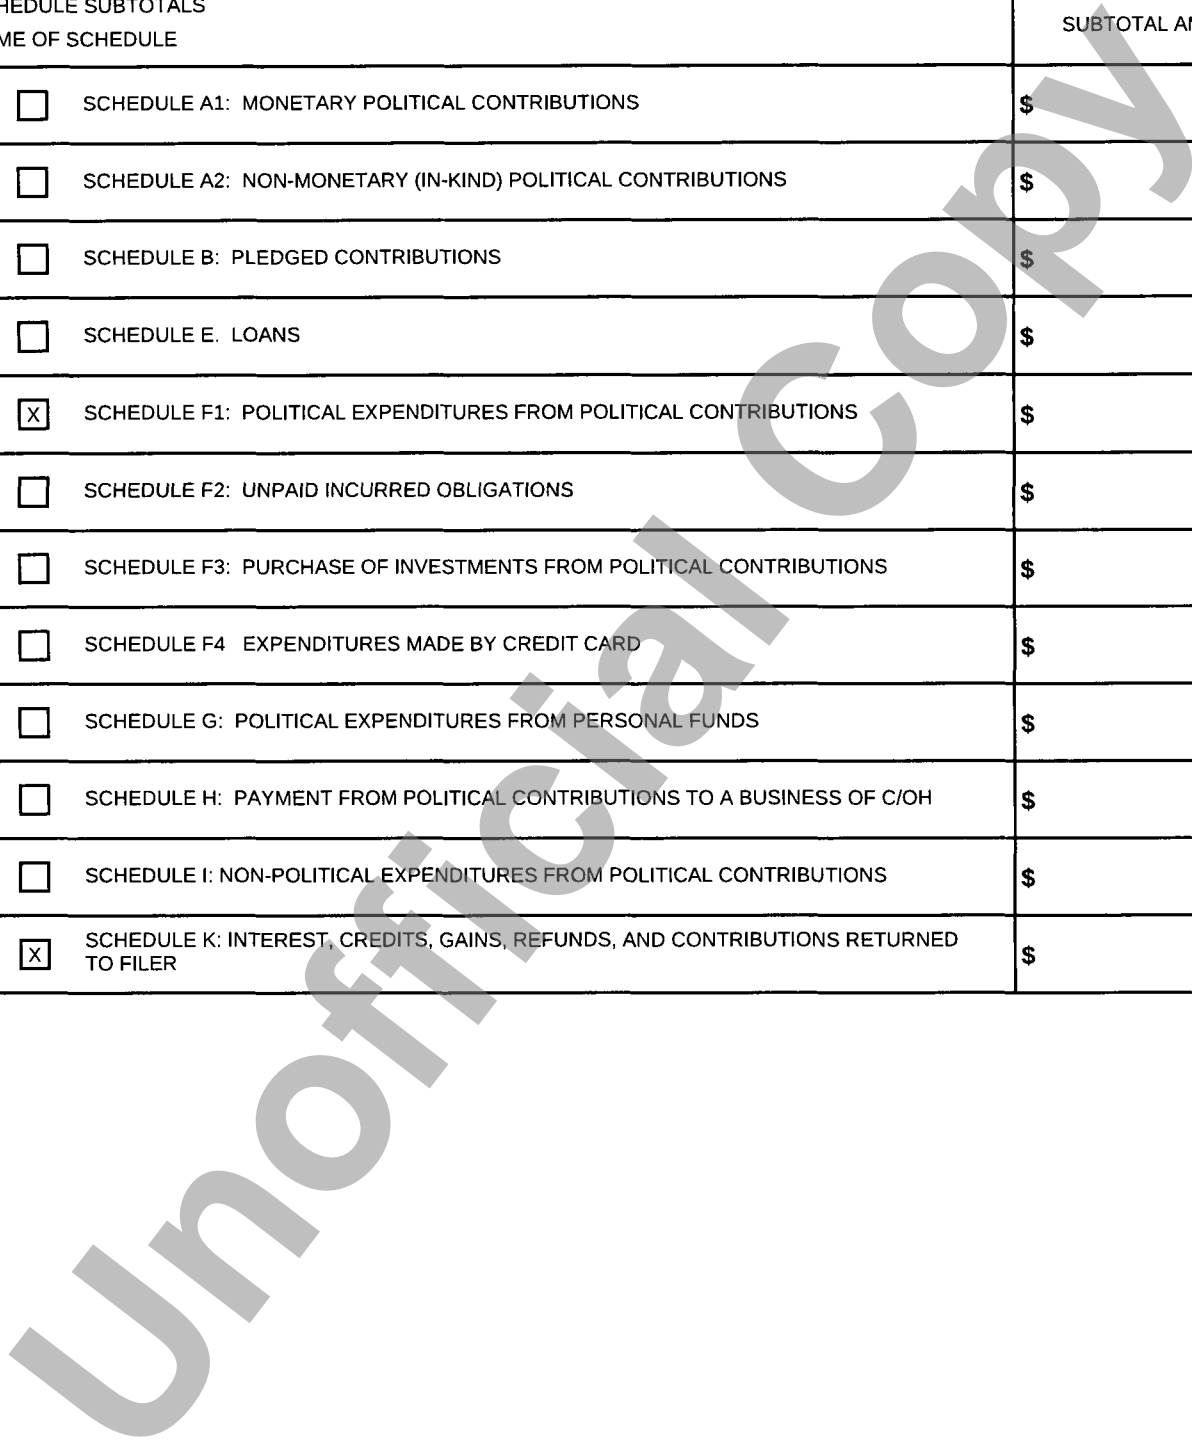 HEDULE SUBTOTALS
ME OF SCHEDULE
SUBTOTAL AM
SCHEDULE A1: MONETARY POLITICAL CONTRIBUTIONS $
SCHEDULE A2: NON-MONETARY (IN-KIND) POLITICAL CONTRIBUTIONS $
SCHEDULE B: PLEDGED CONTRIBUTIONS $
SCHEDULE E. LOANS $
X SCHEDULE F1: POLITICAL EXPENDITURES FROM POLITICAL CONTRIBUTIONS $
SCHEDULE F2: UNPAID INCURRED OBLIGATIONS $
SCHEDULE F3: PURCHASE OF INVESTMENTS FROM POLITICAL CONTRIBUTIONS $
SCHEDULE F4 EXPENDITURES MADE BY CREDIT CARD $
SCHEDULE G: POLITICAL EXPENDITURES FROM PERSONAL FUNDS $
SCHEDULE H: PAYMENT FROM POLITICAL CONTRIBUTIONS TO A BUSINESS OF C/OH $
SCHEDULE I: NON-POLITICAL EXPENDITURES FROM POLITICAL CONTRIBUTIONS $
X SCHEDULE K: INTEREST, CREDITS, GAINS, REFUNDS, AND CONTRIBUTIONS RETURNED
TO FILER $
Unofficial Copy